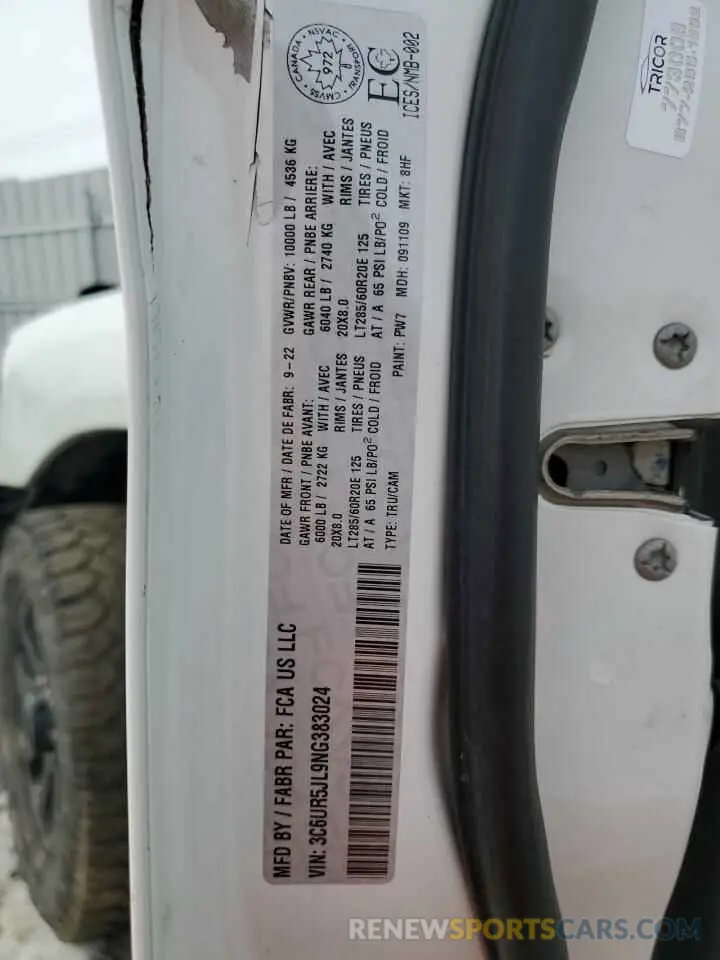 MFD BY / FABR PAR: FCA US LLC
VIN: 3C6UR5JL9NG383024
DATE OF MFR / DATE DE FABR: 9-22
GVWR/PNBV: 10000 LB / 4536 KG
GAWR FRONT / PNBE AVANT:
6000 LB / 2722 KG WITH / AVEC
20X8.0 RIMS / JANTES
LT285/60R20E 125 TIRES / PNEUS
AT / A 65 PSI LB/PO² COLD / FROID
GAWR REAR / PNBE ARRIERE:
6040 LB / 2740 KG WITH / AVEC
20X8.0 RIMS / JANTES
LT285/60R20E 125 TIRES / PNEUS
AT / A 65 PSI LB/PO² COLD / FROID
TYPE: TRU/CAM
PAINT: PW7 MDH: 091109 MKT: 8HF
CANADA NSVAC
972
CMVSS TRANSPORT
EC
ICES/NMB-002
TRICOR
RENEWSPORTSCARS.COM